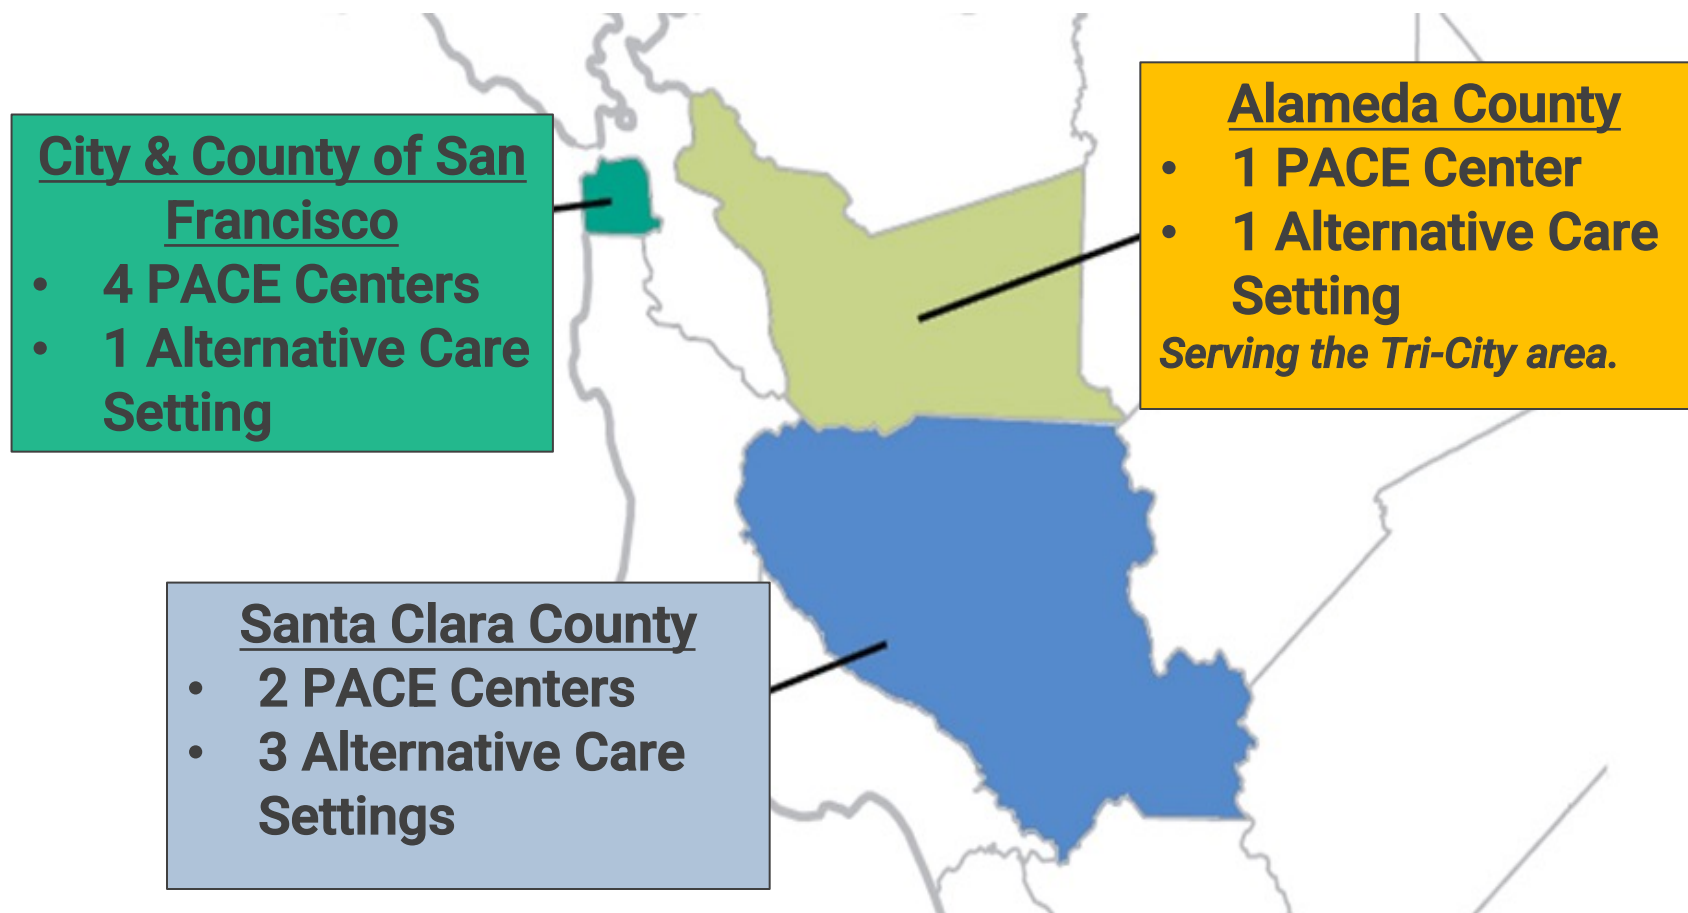 City & County of San
Francisco
• 4 PACE Centers
• 1 Alternative Care
Setting
Alameda County
• 1 PACE Center
• 1 Alternative Care
Setting
Serving the Tri-City area.
Santa Clara County
• 2 PACE Centers
• 3 Alternative Care
Settings